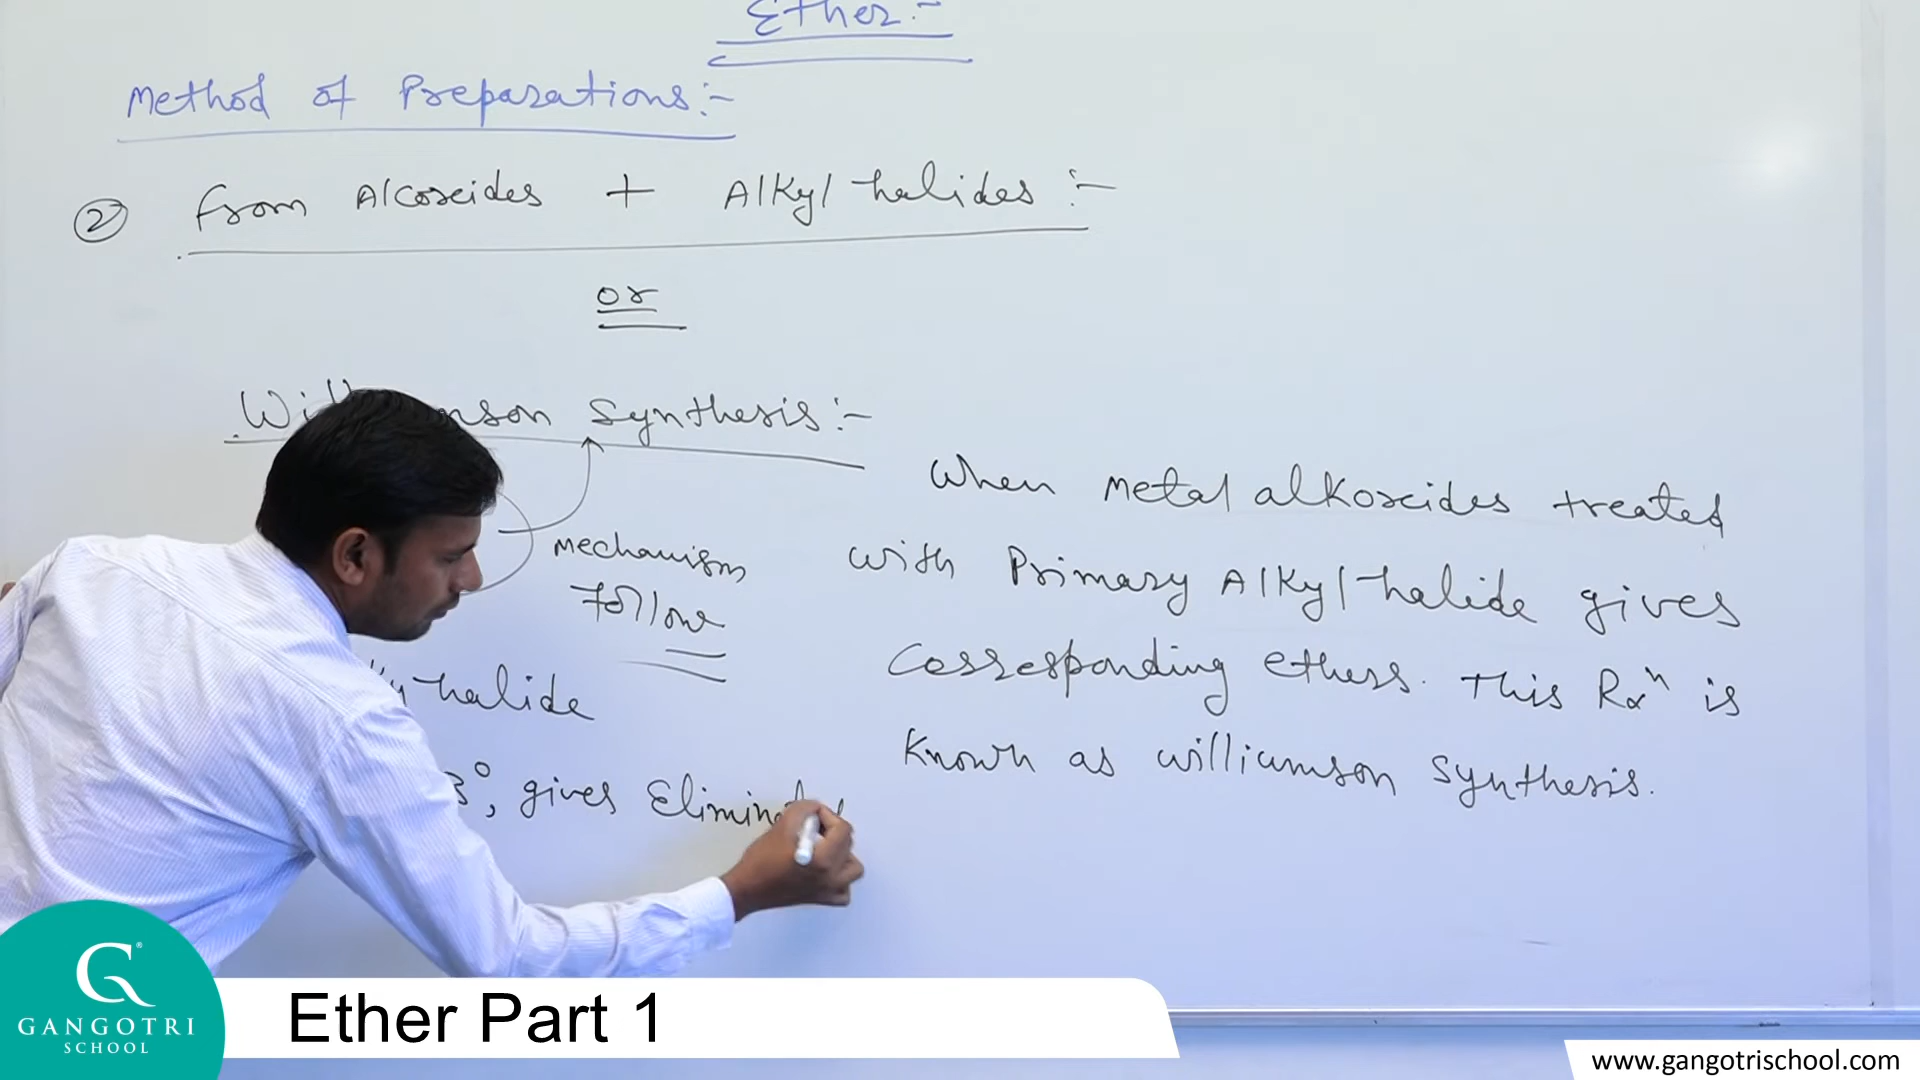 Ether:-
Method of Preparations:-
② From Alcoxides + Alkyl halides:-
or
Synthesis:-
When metal alkoxides treated
with Primary Alkyl halide gives
Corresponding ethers. This Rxⁿ is
Known as williamson Synthesis.
mechanism
follow
halide
3°, gives
G®
GANGOTRI
SCHOOL
Ether Part 1
www.gangotrischool.com